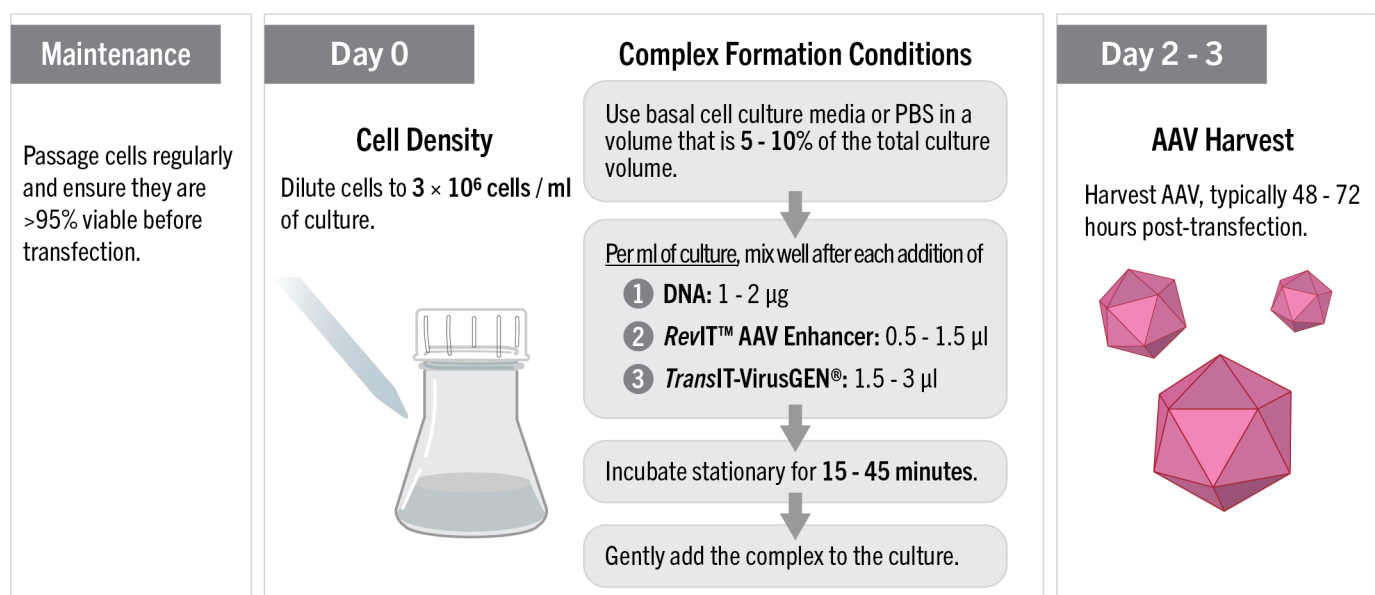 Maintenance
Passage cells regularly
and ensure they are
>95% viable before
transfection.
Day 0
Cell Density
Dilute cells to 3 × 10⁶ cells / ml
of culture.
Complex Formation Conditions
Use basal cell culture media or PBS in a
volume that is 5 - 10% of the total culture
volume.
Per ml of culture, mix well after each addition of
1 DNA: 1 - 2 µg
2 RevIT™ AAV Enhancer: 0.5 - 1.5 µl
3 TransIT-VirusGEN®: 1.5 - 3 µl
Incubate stationary for 15 - 45 minutes.
Gently add the complex to the culture.
Day 2 - 3
AAV Harvest
Harvest AAV, typically 48 - 72
hours post-transfection.